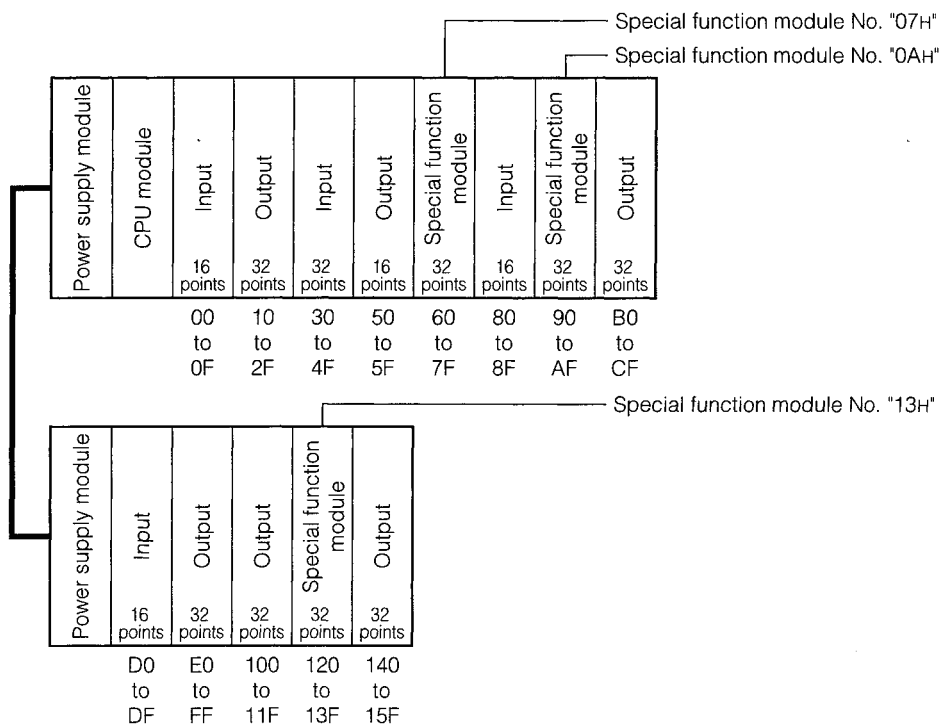 Special function module No. "07H"
Special function module No. "0AH"
Power supply module
CPU module
Input
16
points
Output
32
points
Input
32
points
Output
16
points
Special function
module
32
points
Input
16
points
Special function
module
32
points
Output
32
points
00
to
0F
10
to
2F
30
to
4F
50
to
5F
60
to
7F
80
to
8F
90
to
AF
B0
to
CF
Special function module No. "13H"
Power supply module
Input
16
points
Output
32
points
Output
32
points
Special function
module
32
points
Output
32
points
D0
to
DF
E0
to
FF
100
to
11F
120
to
13F
140
to
15F